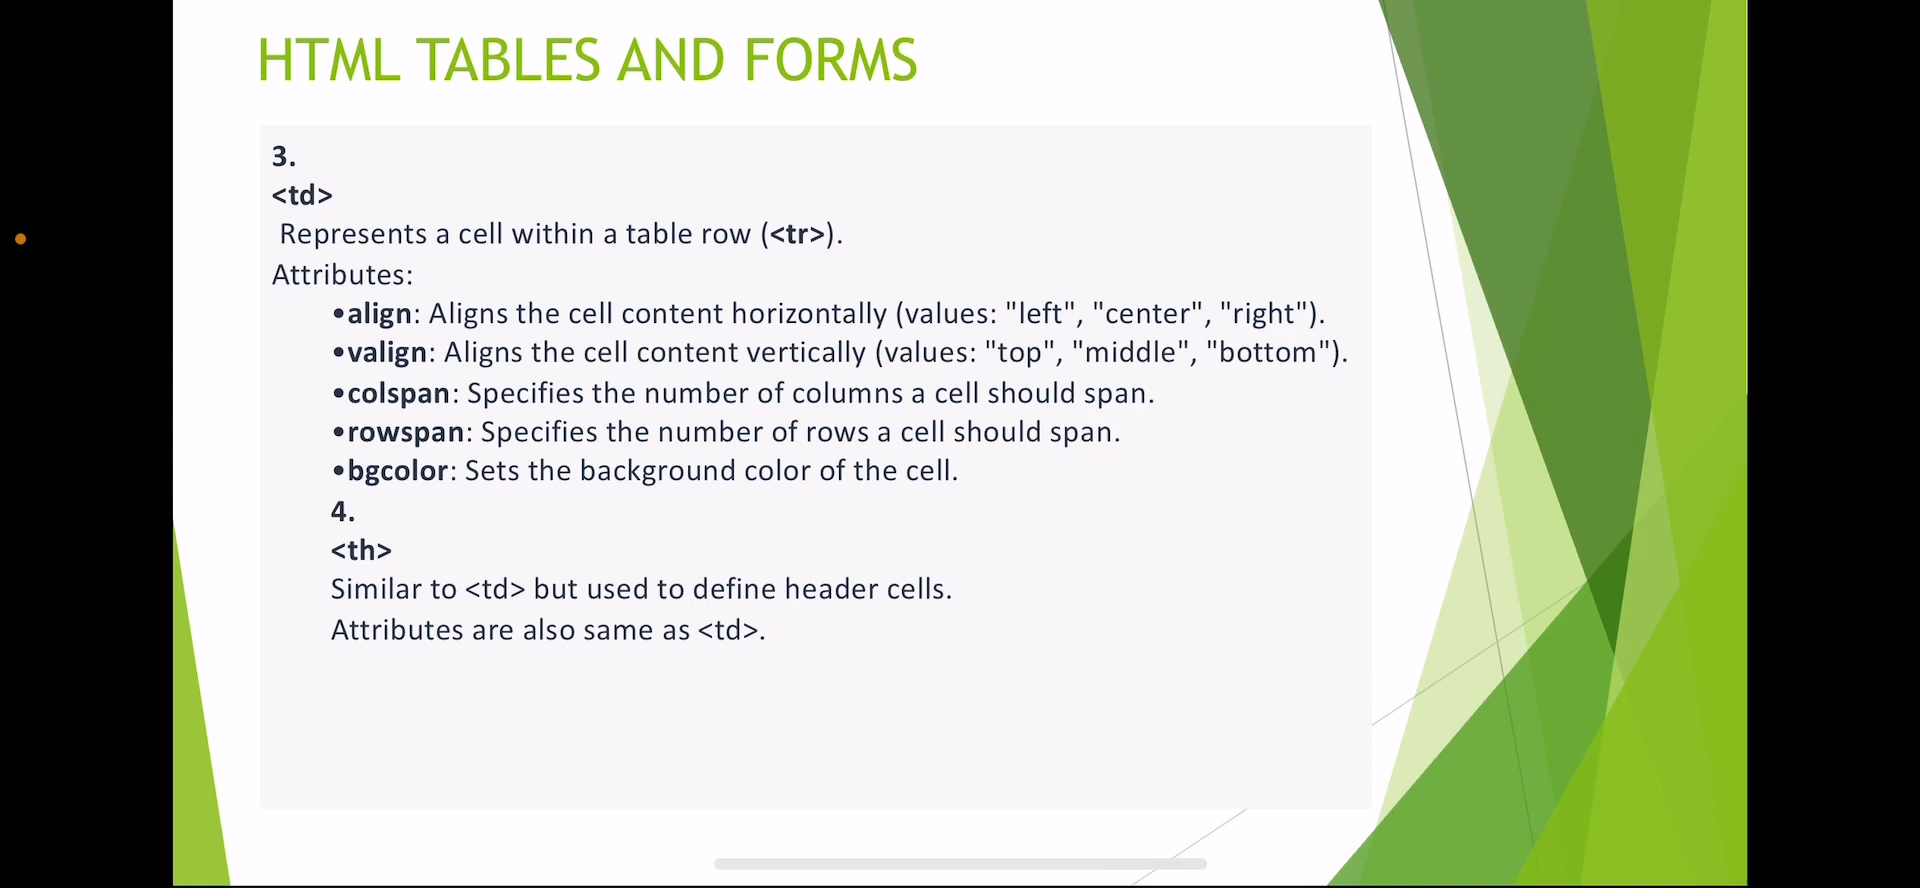 HTML TABLES AND FORMS
3.
<td>
Represents a cell within a table row (<tr>).
Attributes:
•align: Aligns the cell content horizontally (values: "left", "center", "right").
•valign: Aligns the cell content vertically (values: "top", "middle", "bottom").
•colspan: Specifies the number of columns a cell should span.
•rowspan: Specifies the number of rows a cell should span.
•bgcolor: Sets the background color of the cell.
4.
<th>
Similar to <td> but used to define header cells.
Attributes are also same as <td>.